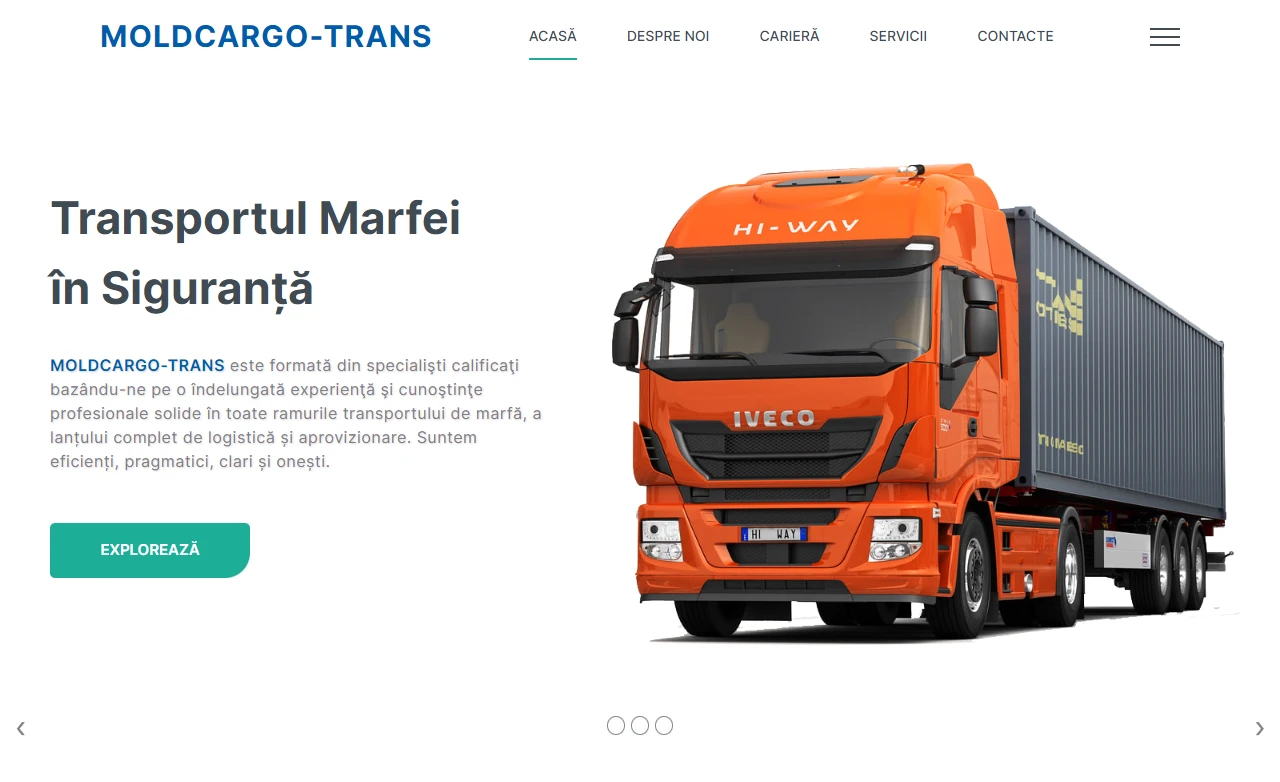 MOLDCARGO-TRANS
ACASĂ
DESPRE NOI
CARIERĂ
SERVICII
CONTACTE
Transportul Marfei
în Siguranță
MOLDCARGO-TRANS este formată din specialişti calificaţi
bazându-ne pe o îndelungată experienţă şi cunoştinţe
profesionale solide în toate ramurile transportului de marfă, a
lanțului complet de logistică și aprovizionare. Suntem
eficienți, pragmatici, clari și onești.
EXPLOREAZĂ
HI-WAY
IVECO
HI WAY